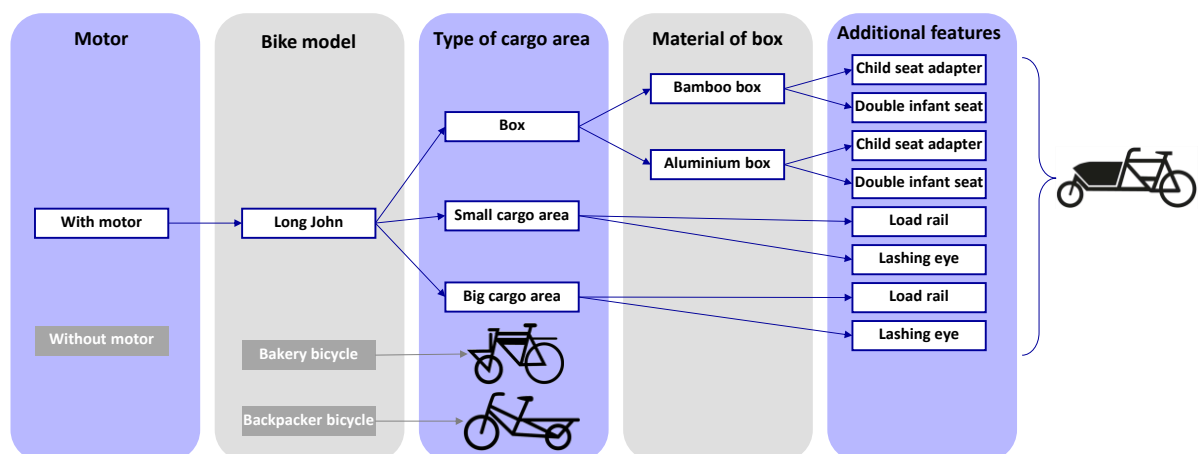 Motor
Bike model
Type of cargo area
Material of box
Additional features
With motor
Without motor
Long John
Bakery bicycle
Backpacker bicycle
Box
Small cargo area
Big cargo area
Bamboo box
Aluminium box
Child seat adapter
Double infant seat
Child seat adapter
Double infant seat
Load rail
Lashing eye
Load rail
Lashing eye